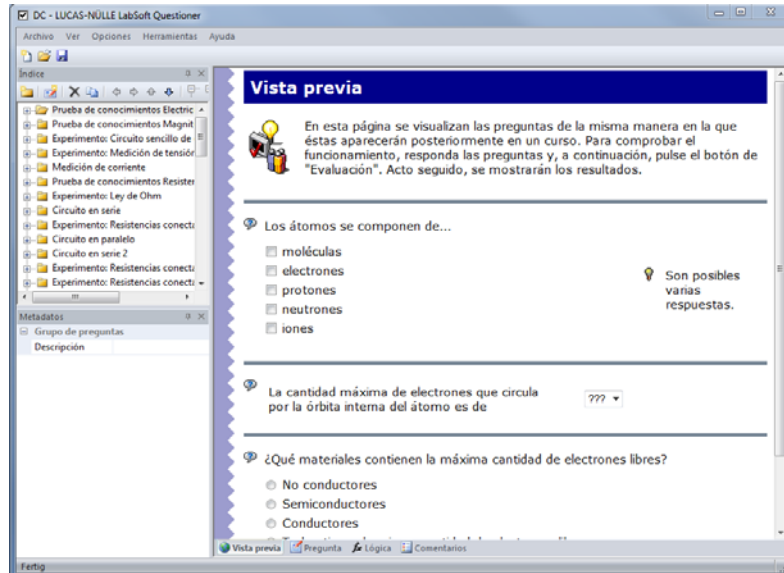 DC - LUCAS-NÜLLE LabSoft Questioner
Archivo Ver Opciones Herramientas Ayuda
Índice
Prueba de conocimientos Electric
Prueba de conocimientos Magnit
Experimento: Circuito sencillo de
Experimento: Medición de tensión
Medición de corriente
Prueba de conocimientos Resister
Experimento: Ley de Ohm
Circuito en serie
Experimento: Resistencias conecta
Circuito en paralelo
Circuito en serie 2
Experimento: Resistencias conecta
Experimento: Resistencias conecta
Metadatos
Grupo de preguntas
Descripción
Vista previa
En esta página se visualizan las preguntas de la misma manera en la que
éstas aparecerán posteriormente en un curso. Para comprobar el
funcionamiento, responda las preguntas y, a continuación, pulse el botón de
"Evaluación". Acto seguido, se mostrarán los resultados.
Los átomos se componen de...
moléculas
electrones
protones
neutrones
iones
Son posibles
varias
respuestas.
La cantidad máxima de electrones que circula
por la órbita interna del átomo es de
???
¿Qué materiales contienen la máxima cantidad de electrones libres?
No conductores
Semiconductores
Conductores
Vista previa Pregunta Lógica Comentarios
Fertig